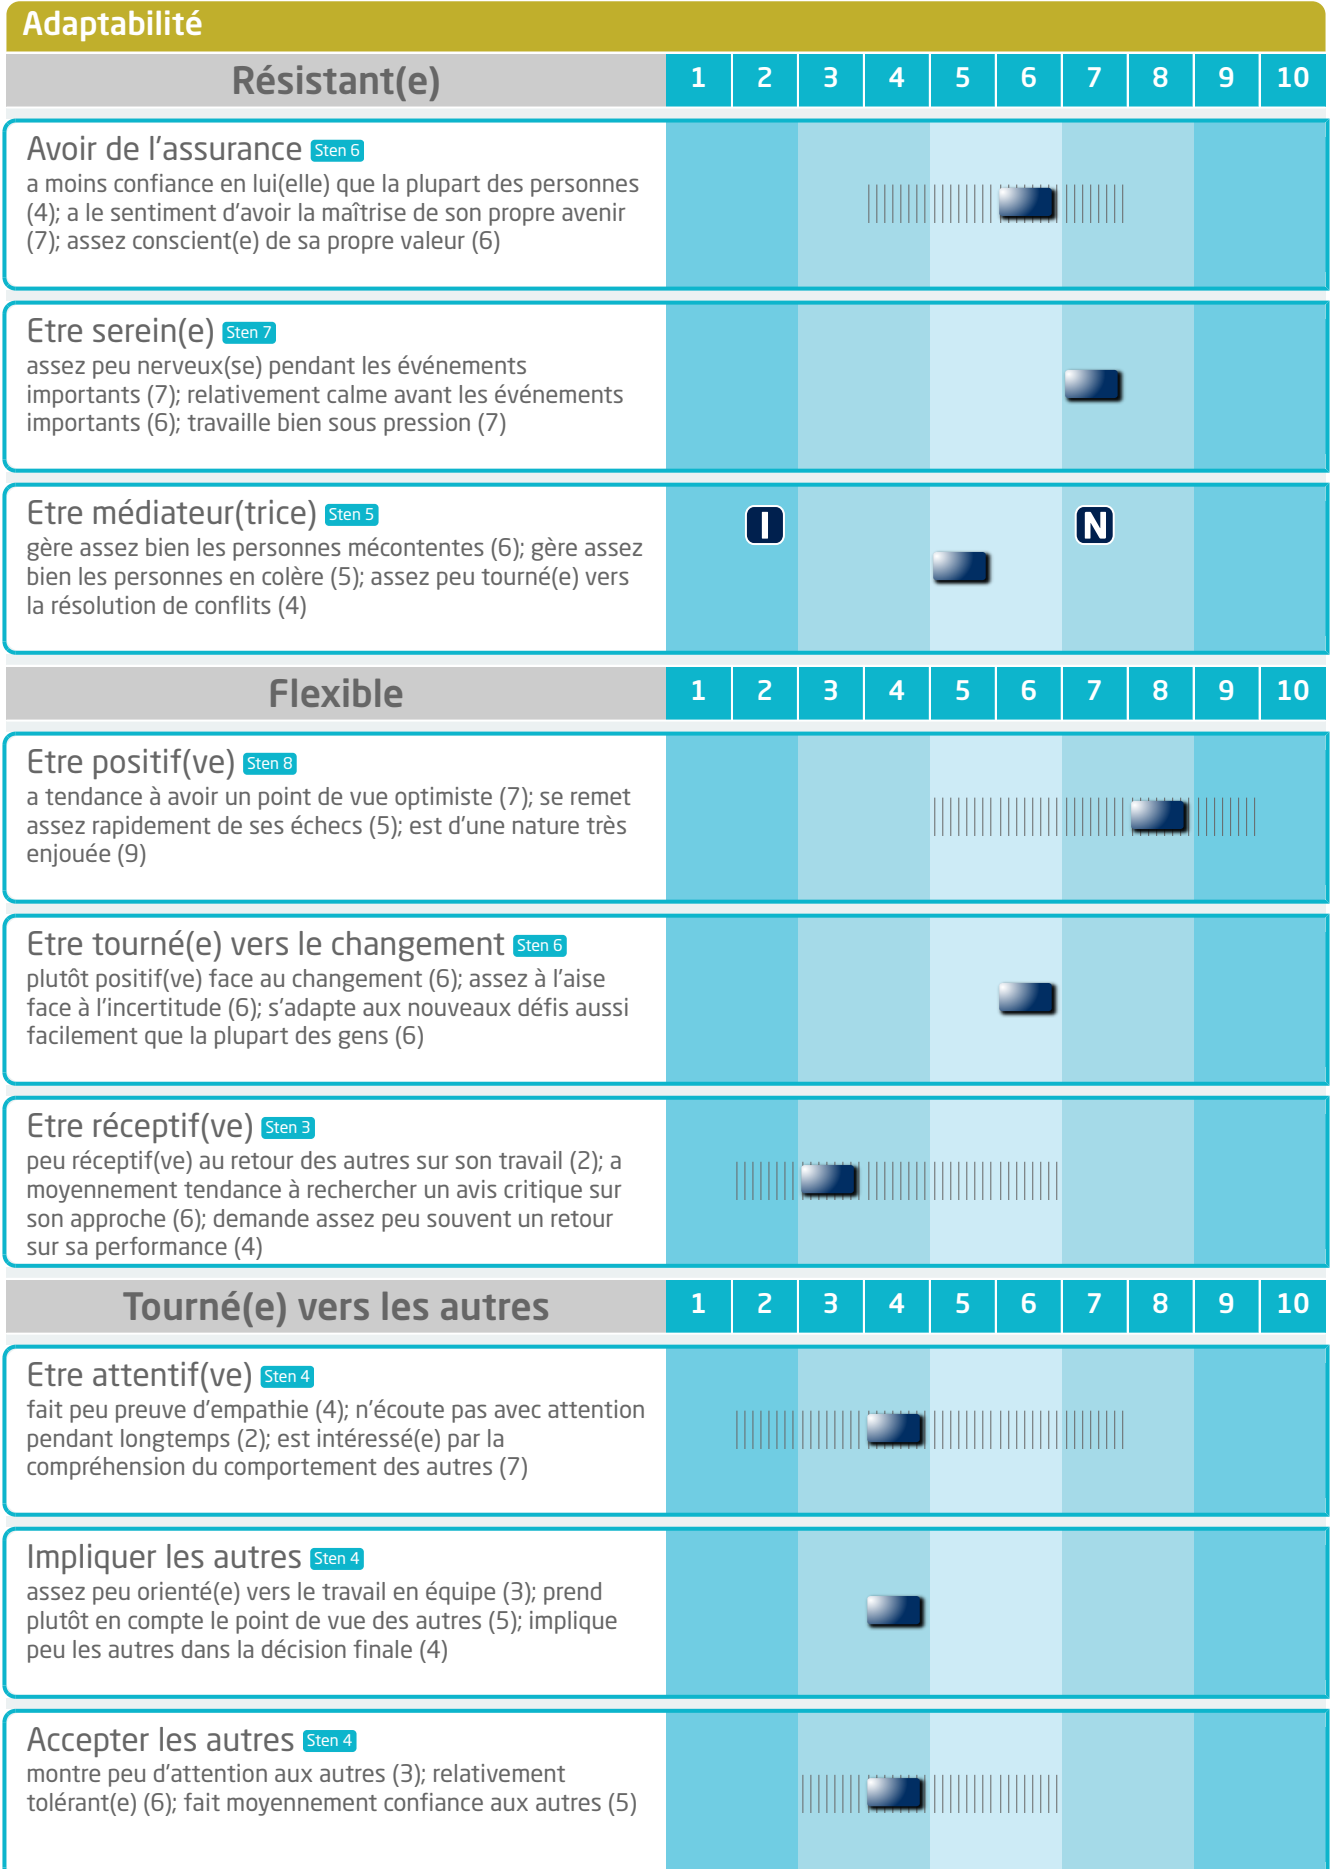 Adaptabilité
Résistant(e) 1 2 3 4 5 6 7 8 9 10
Avoir de l'assurance Sten 6
a moins confiance en lui(elle) que la plupart des personnes
(4); a le sentiment d'avoir la maîtrise de son propre avenir
(7); assez conscient(e) de sa propre valeur (6)
Etre serein(e) Sten 7
assez peu nerveux(se) pendant les événements
importants (7); relativement calme avant les événements
importants (6); travaille bien sous pression (7)
Etre médiateur(trice) Sten 5
I N
gère assez bien les personnes mécontentes (6); gère assez
bien les personnes en colère (5); assez peu tourné(e) vers
la résolution de conflits (4)
Flexible 1 2 3 4 5 6 7 8 9 10
Etre positif(ve) Sten 8
a tendance à avoir un point de vue optimiste (7); se remet
assez rapidement de ses échecs (5); est d'une nature très
enjouée (9)
Etre tourné(e) vers le changement Sten 6
plutôt positif(ve) face au changement (6); assez à l'aise
face à l'incertitude (6); s'adapte aux nouveaux défis aussi
facilement que la plupart des gens (6)
Etre réceptif(ve) Sten 3
peu réceptif(ve) au retour des autres sur son travail (2); a
moyennement tendance à rechercher un avis critique sur
son approche (6); demande assez peu souvent un retour
sur sa performance (4)
Tourné(e) vers les autres 1 2 3 4 5 6 7 8 9 10
Etre attentif(ve) Sten 4
fait peu preuve d'empathie (4); n'écoute pas avec attention
pendant longtemps (2); est intéressé(e) par la
compréhension du comportement des autres (7)
Impliquer les autres Sten 4
assez peu orienté(e) vers le travail en équipe (3); prend
plutôt en compte le point de vue des autres (5); implique
peu les autres dans la décision finale (4)
Accepter les autres Sten 4
montre peu d'attention aux autres (3); relativement
tolérant(e) (6); fait moyennement confiance aux autres (5)